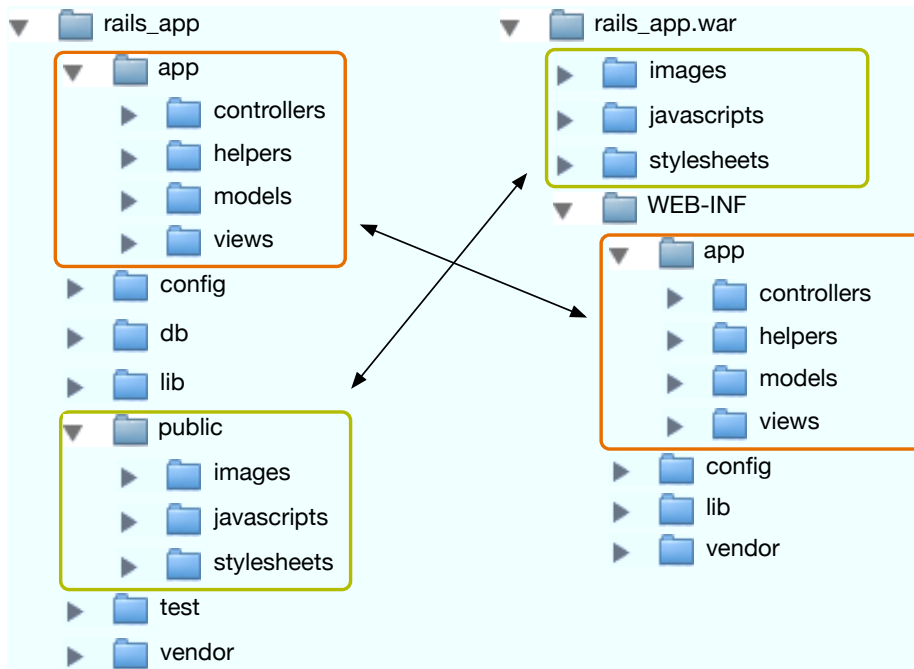 rails_app
app
controllers
helpers
models
views
config
db
lib
public
images
javascripts
stylesheets
test
vendor
rails_app.war
images
javascripts
stylesheets
WEB-INF
app
controllers
helpers
models
views
config
lib
vendor